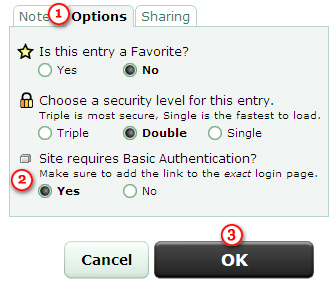 Note 1 Options Sharing
Is this entry a Favorite?
Yes No
Choose a security level for this entry.
Triple is most secure, Single is the fastest to load.
Triple Double Single
Site requires Basic Authentication?
Make sure to add the link to the exact login page.
2 Yes No
3
Cancel OK